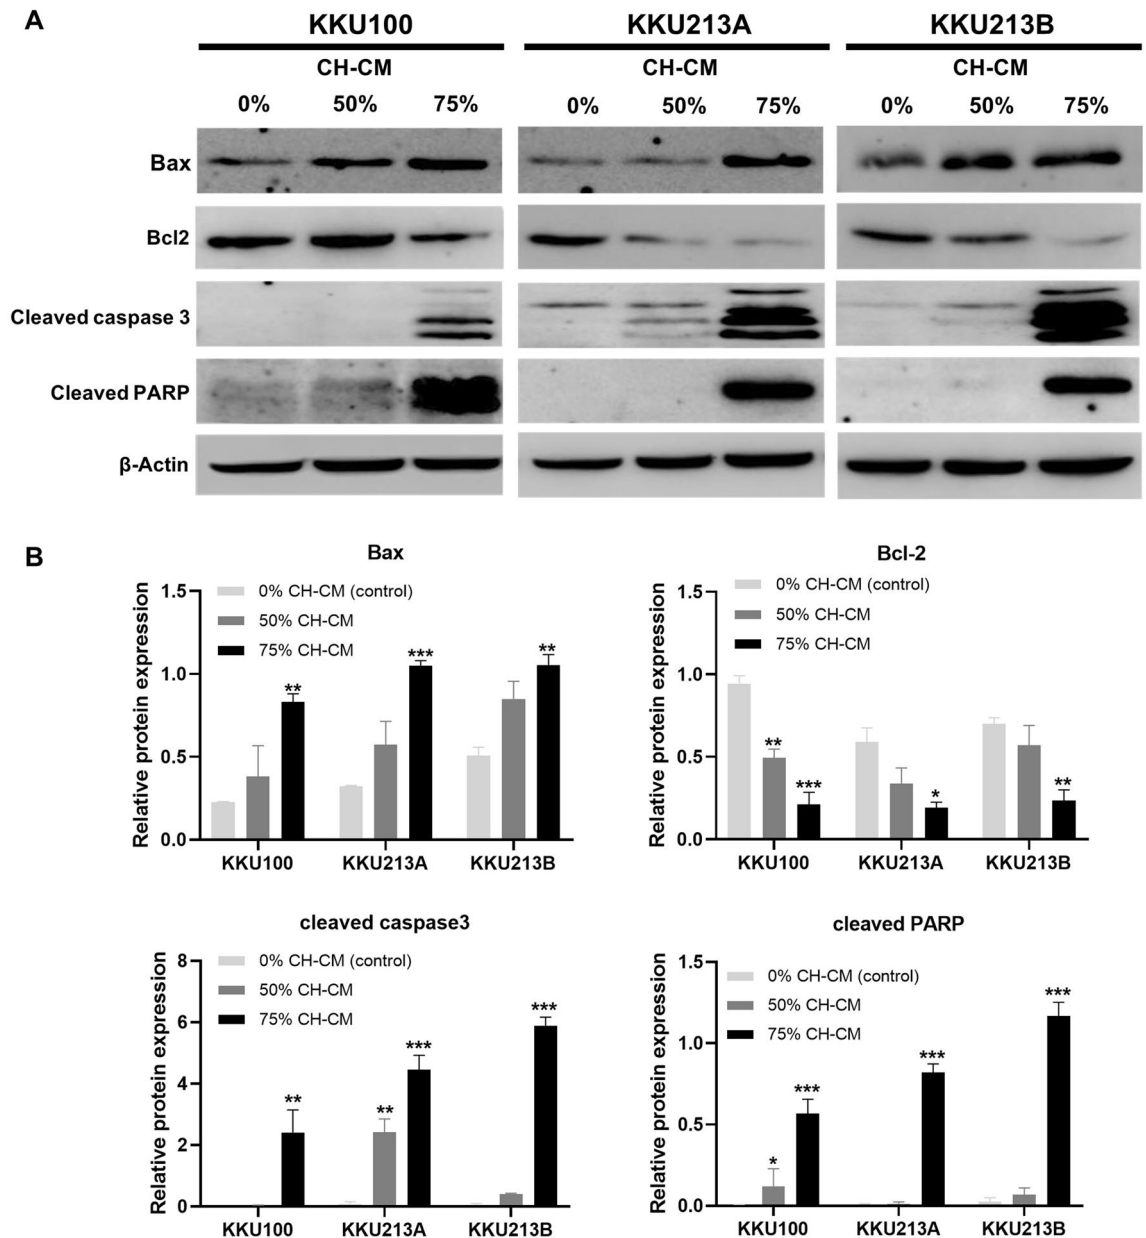 A
KKU100 KKU213A KKU213B
CH-CM CH-CM CH-CM
0% 50% 75% 0% 50% 75% 0% 50% 75%
Bax
Bcl2
Cleaved caspase 3
Cleaved PARP
β-Actin
B
Bax
0% CH-CM (control)
50% CH-CM
75% CH-CM
Relative protein expression
1.5
1.0
0.5
0.0
** *** **
KKU100 KKU213A KKU213B
Bcl-2
0% CH-CM (control)
50% CH-CM
75% CH-CM
Relative protein expression
1.5
1.0
0.5
0.0
** *** * **
KKU100 KKU213A KKU213B
cleaved caspase3
0% CH-CM (control)
50% CH-CM
75% CH-CM
Relative protein expression
8
6
4
2
0
** ** *** ***
KKU100 KKU213A KKU213B
cleaved PARP
0% CH-CM (control)
50% CH-CM
75% CH-CM
Relative protein expression
1.5
1.0
0.5
0.0
* *** *** ***
KKU100 KKU213A KKU213B